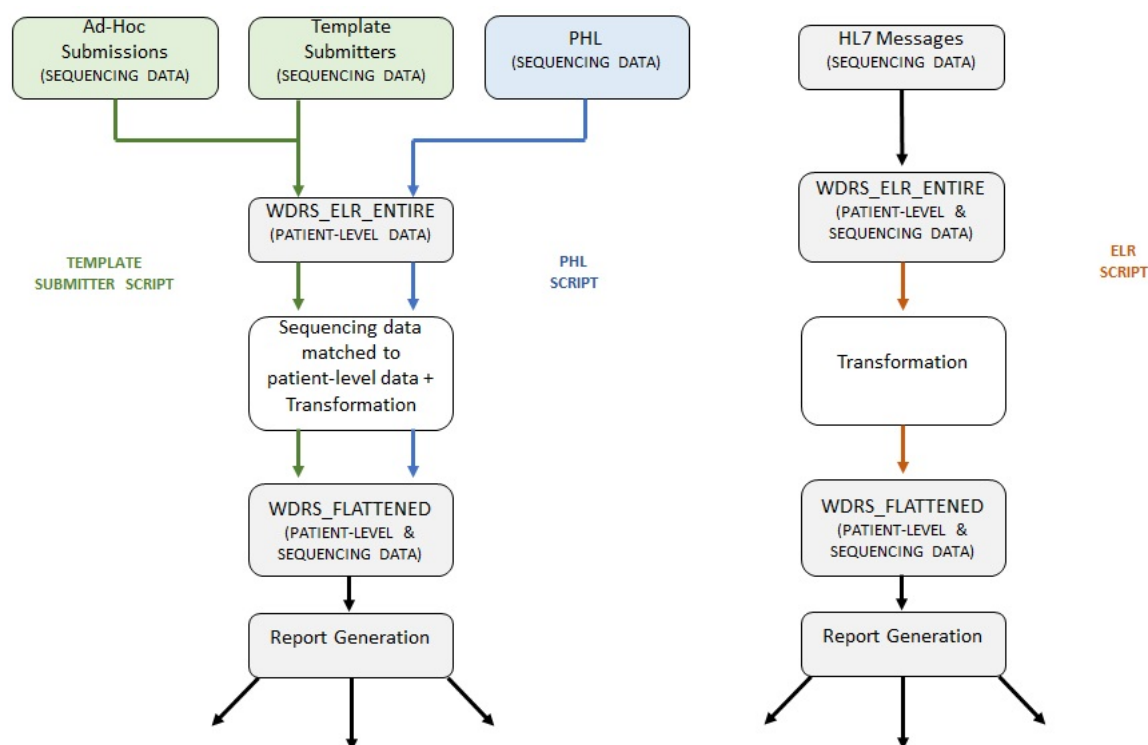 Ad-Hoc
Submissions
(SEQUENCING DATA)
Template
Submitters
(SEQUENCING DATA)
PHL
(SEQUENCING DATA)
HL7 Messages
(SEQUENCING DATA)
WDRS_ELR_ENTIRE
(PATIENT-LEVEL DATA)
WDRS_ELR_ENTIRE
(PATIENT-LEVEL &
SEQUENCING DATA)
TEMPLATE
SUBMITTER SCRIPT
PHL
SCRIPT
ELR
SCRIPT
Sequencing data
matched to
patient-level data +
Transformation
Transformation
WDRS_FLATTENED
(PATIENT-LEVEL &
SEQUENCING DATA)
WDRS_FLATTENED
(PATIENT-LEVEL &
SEQUENCING DATA)
Report Generation
Report Generation